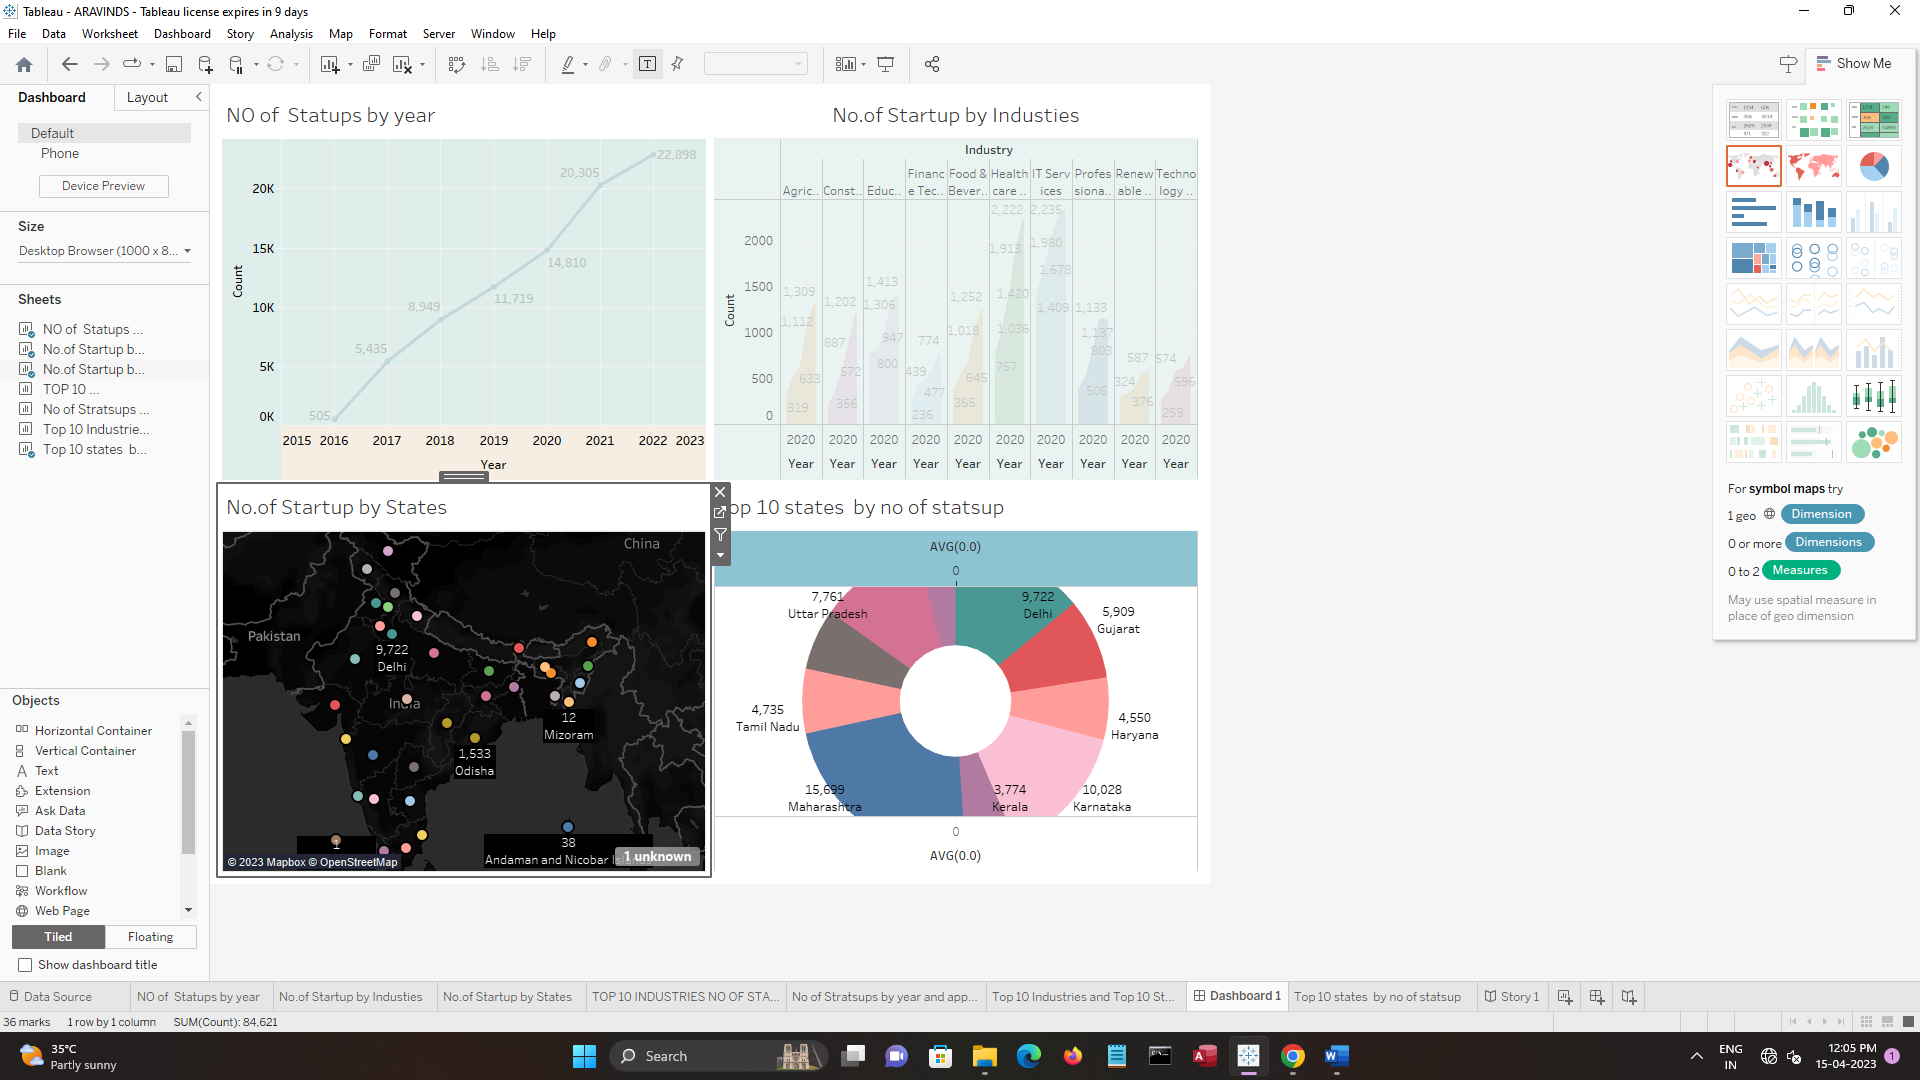 Tableau - ARAVINDS - Tableau license expires in 9 days
File Data Worksheet Dashboard Story Analysis Map Format Server Window Help
Show Me
Dashboard Layout
Default
Phone
Device Preview
Size
Desktop Browser (1000 x 8...
Sheets
NO of  Statups ...
No.of Startup b...
No.of Startup b...
TOP 10 ...
No of Stratsups ...
Top 10 Industrie...
Top 10 states  b...
Objects
Horizontal Container
Vertical Container
Text
Extension
Ask Data
Data Story
Image
Blank
Workflow
Web Page
Tiled Floating
Show dashboard title
NO of  Statups by year
22,898
20,305
20K
15K
14,810
11,719
10K
8,949
5,435
5K
505
0K
Count
2015 2016 2017 2018 2019 2020 2021 2022 2023
Year
No.of Startup by Industies
Industry
Agric.. Const.. Educ.. Financ e Tec.. Food & Bever.. Health care .. IT Serv ices Profes siona.. Renew able .. Techno logy ..
2,222 2,235
2000
1,913 1,980
1,678
1500
1,309 1,202 1,413 1,306 1,252 1,420 1,409 1,133
1,112 1,018 1,036 1,137
1000
887 947 774 803
800 757
633 572 477 645 587 574
500
439 506 324 596
319 356 236 365 376 259
0
Count
2020 2020 2020 2020 2020 2020 2020 2020 2020 2020
Year Year Year Year Year Year Year Year Year Year
No.of Startup by States
China
Pakistan
9,722
Delhi
India
12
Mizoram
1,533
Odisha
1
38
Andaman and Nicobar
1 unknown
© 2023 Mapbox © OpenStreetMap
op 10 states  by no of statsup
AVG(0.0)
0
7,761
Uttar Pradesh
9,722
Delhi
5,909
Gujarat
4,735
Tamil Nadu
4,550
Haryana
15,699
Maharashtra
3,774
Kerala
10,028
Karnataka
0
AVG(0.0)
For symbol maps try
1 geo Dimension
0 or more Dimensions
0 to 2 Measures
May use spatial measure in
place of geo dimension
Data Source NO of  Statups by year No.of Startup by Industies No.of Startup by States TOP 10 INDUSTRIES NO OF STA... No of Stratsups by year and app... Top 10 Industries and Top 10 St... Dashboard 1 Top 10 states  by no of statsup Story 1
36 marks 1 row by 1 column SUM(Count): 84,621
35°C
Partly sunny
Search
ENG
IN
12:05 PM
15-04-2023
1